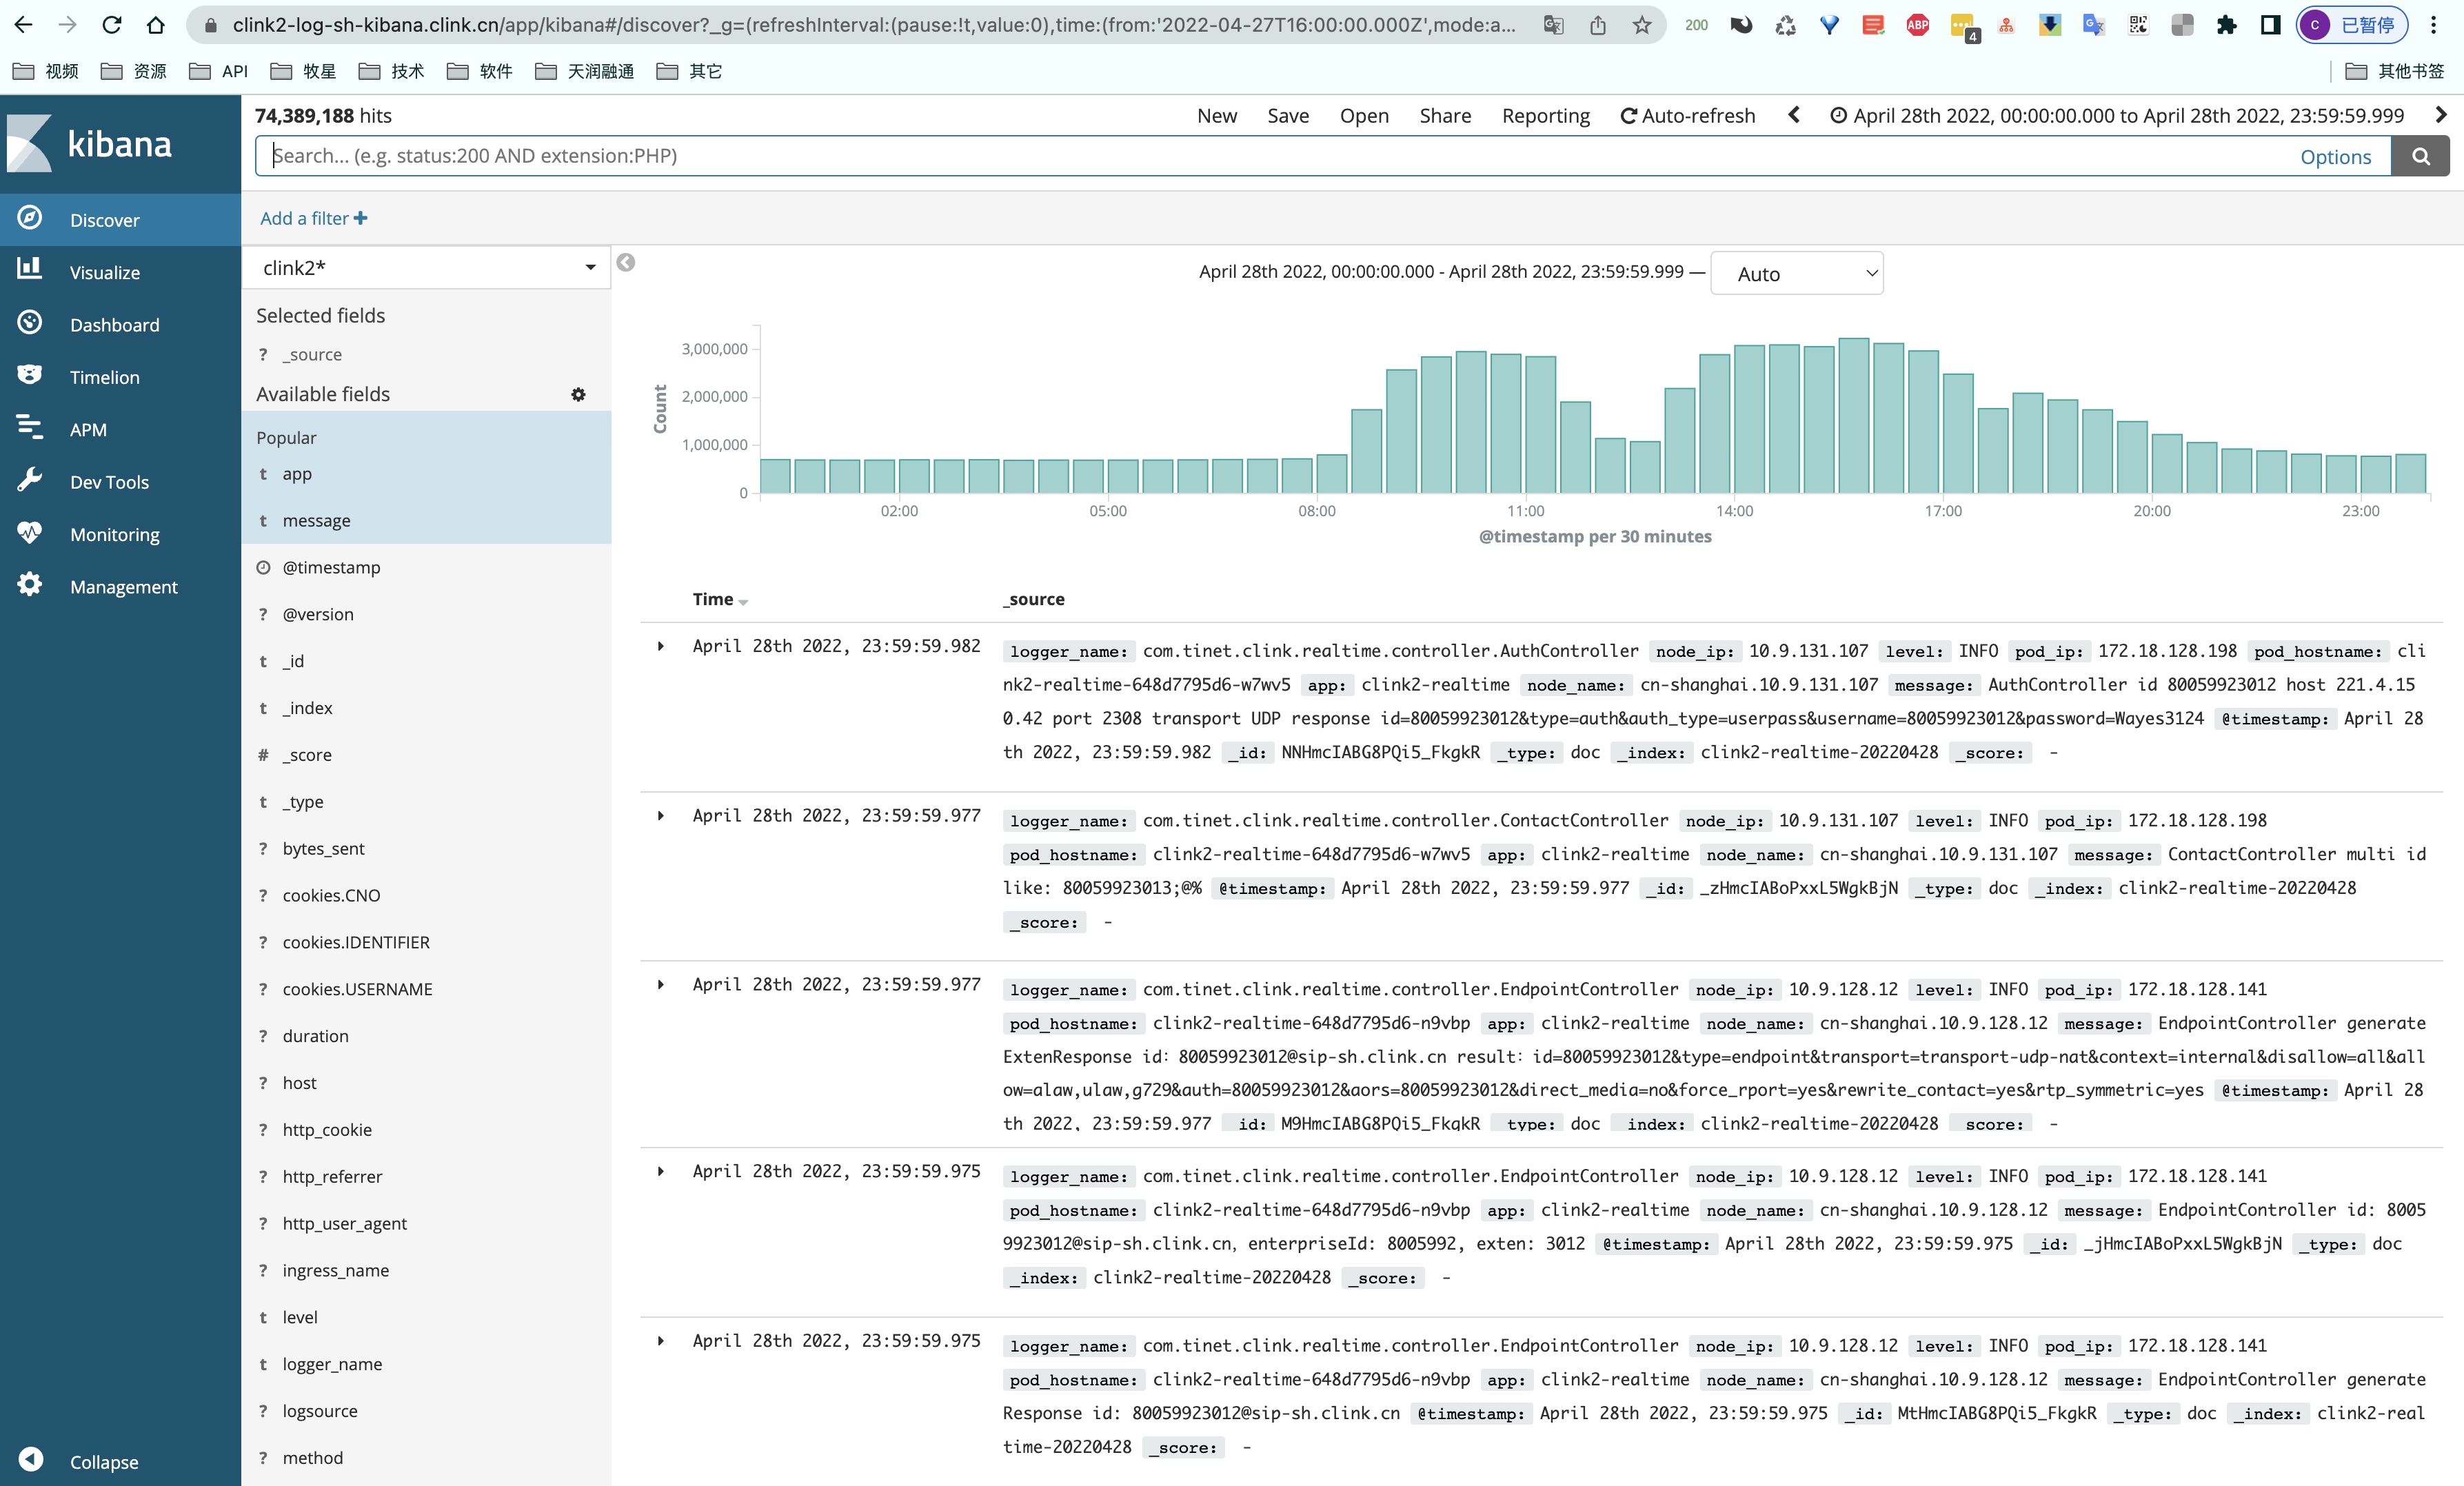 clink2-log-sh-kibana.clink.cn/app/kibana#/discover?_g=(refreshInterval:(pause:!t,value:0),time:(from:'2022-04-27T16:00:00.000Z',mode:a...
200
ABP
4
C 已暂停
视频 资源 API 牧星 技术 软件 天润融通 其它 其他书签
kibana
74,389,188 hits
New Save Open Share Reporting Auto-refresh April 28th 2022, 00:00:00.000 to April 28th 2022, 23:59:59.999
Search... (e.g. status:200 AND extension:PHP) Options
Add a filter
Discover
Visualize
Dashboard
Timelion
APM
Dev Tools
Monitoring
Management
Collapse
clink2*
Selected fields
? _source
Available fields
Popular
t app
t message
@timestamp
? @version
t _id
t _index
# _score
t _type
? bytes_sent
? cookies.CNO
? cookies.IDENTIFIER
? cookies.USERNAME
? duration
? host
? http_cookie
? http_referrer
? http_user_agent
? ingress_name
t level
t logger_name
? logsource
? method
April 28th 2022, 00:00:00.000 - April 28th 2022, 23:59:59.999 — Auto
Count
3,000,000
2,000,000
1,000,000
0
02:00 05:00 08:00 11:00 14:00 17:00 20:00 23:00
@timestamp per 30 minutes
Time _source
April 28th 2022, 23:59:59.982 logger_name: com.tinet.clink.realtime.controller.AuthController node_ip: 10.9.131.107 level: INFO pod_ip: 172.18.128.198 pod_hostname: cli
nk2-realtime-648d7795d6-w7wv5 app: clink2-realtime node_name: cn-shanghai.10.9.131.107 message: AuthController id 80059923012 host 221.4.15
0.42 port 2308 transport UDP response id=80059923012&type=auth&auth_type=userpass&username=80059923012&password=Wayes3124 @timestamp: April 28
th 2022, 23:59:59.982 _id: NNHmcIABG8PQi5_FkgkR _type: doc _index: clink2-realtime-20220428 _score: -
April 28th 2022, 23:59:59.977 logger_name: com.tinet.clink.realtime.controller.ContactController node_ip: 10.9.131.107 level: INFO pod_ip: 172.18.128.198
pod_hostname: clink2-realtime-648d7795d6-w7wv5 app: clink2-realtime node_name: cn-shanghai.10.9.131.107 message: ContactController multi id
like: 80059923013;@% @timestamp: April 28th 2022, 23:59:59.977 _id: _zHmcIABoPxxL5WgkBjN _type: doc _index: clink2-realtime-20220428
_score: -
April 28th 2022, 23:59:59.977 logger_name: com.tinet.clink.realtime.controller.EndpointController node_ip: 10.9.128.12 level: INFO pod_ip: 172.18.128.141
pod_hostname: clink2-realtime-648d7795d6-n9vbp app: clink2-realtime node_name: cn-shanghai.10.9.128.12 message: EndpointController generate
ExtenResponse id: 80059923012@sip-sh.clink.cn result: id=80059923012&type=endpoint&transport=transport-udp-nat&context=internal&disallow=all&all
ow=alaw,ulaw,g729&auth=80059923012&aors=80059923012&direct_media=no&force_rport=yes&rewrite_contact=yes&rtp_symmetric=yes @timestamp: April 28
th 2022, 23:59:59.977 _id: M9HmcIABG8PQi5_FkgkR _type: doc _index: clink2-realtime-20220428 _score: -
April 28th 2022, 23:59:59.975 logger_name: com.tinet.clink.realtime.controller.EndpointController node_ip: 10.9.128.12 level: INFO pod_ip: 172.18.128.141
pod_hostname: clink2-realtime-648d7795d6-n9vbp app: clink2-realtime node_name: cn-shanghai.10.9.128.12 message: EndpointController id: 8005
9923012@sip-sh.clink.cn, enterpriseId: 8005992, exten: 3012 @timestamp: April 28th 2022, 23:59:59.975 _id: _jHmcIABoPxxL5WgkBjN _type: doc
_index: clink2-realtime-20220428 _score: -
April 28th 2022, 23:59:59.975 logger_name: com.tinet.clink.realtime.controller.EndpointController node_ip: 10.9.128.12 level: INFO pod_ip: 172.18.128.141
pod_hostname: clink2-realtime-648d7795d6-n9vbp app: clink2-realtime node_name: cn-shanghai.10.9.128.12 message: EndpointController generate
Response id: 80059923012@sip-sh.clink.cn @timestamp: April 28th 2022, 23:59:59.975 _id: MtHmcIABG8PQi5_FkgkR _type: doc _index: clink2-real
time-20220428 _score: -